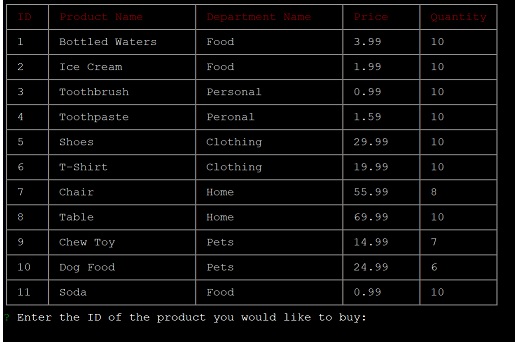 ID Product Name Department Name Price Quantity
1 Bottled Waters Food 3.99 10
2 Ice Cream Food 1.99 10
3 Toothbrush Personal 0.99 10
4 Toothpaste Peronal 1.59 10
5 Shoes Clothing 29.99 10
6 T-Shirt Clothing 19.99 10
7 Chair Home 55.99 8
8 Table Home 69.99 10
9 Chew Toy Pets 14.99 7
10 Dog Food Pets 24.99 6
11 Soda Food 0.99 10
? Enter the ID of the product you would like to buy: